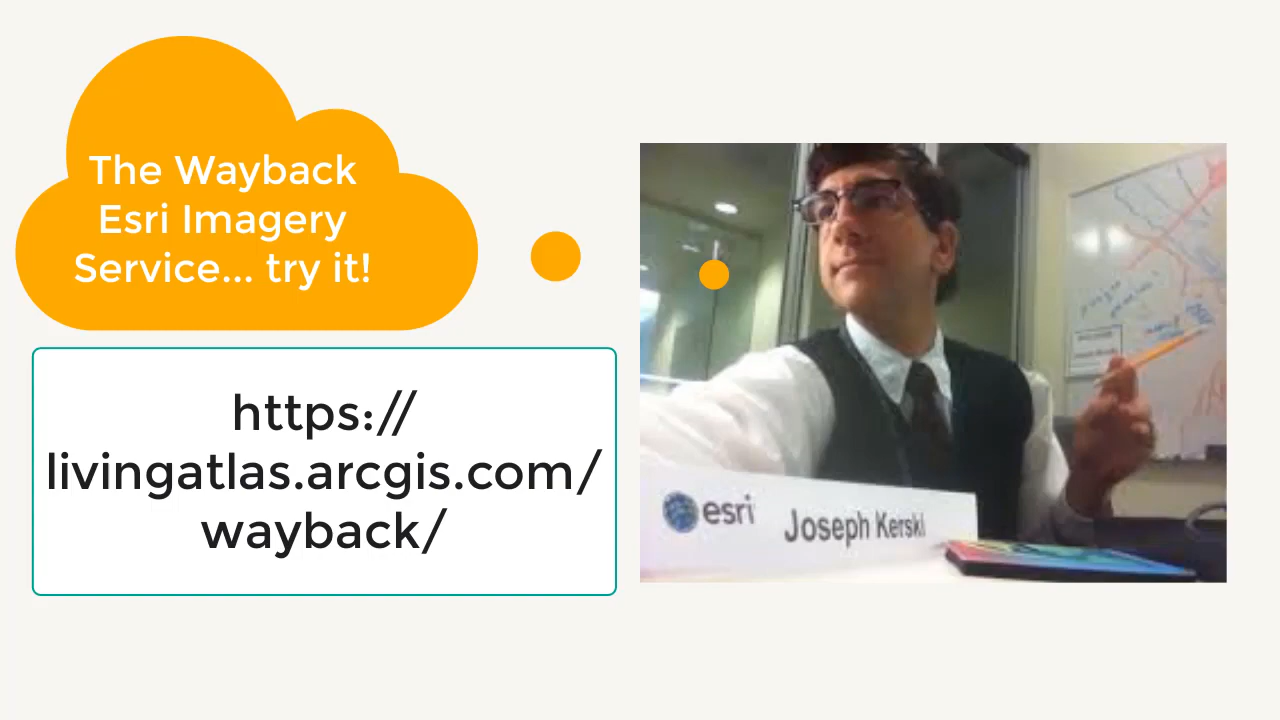 The Wayback
Esri Imagery
Service... try it!
https://
livingatlas.arcgis.com/
wayback/
esri
Joseph Kerski